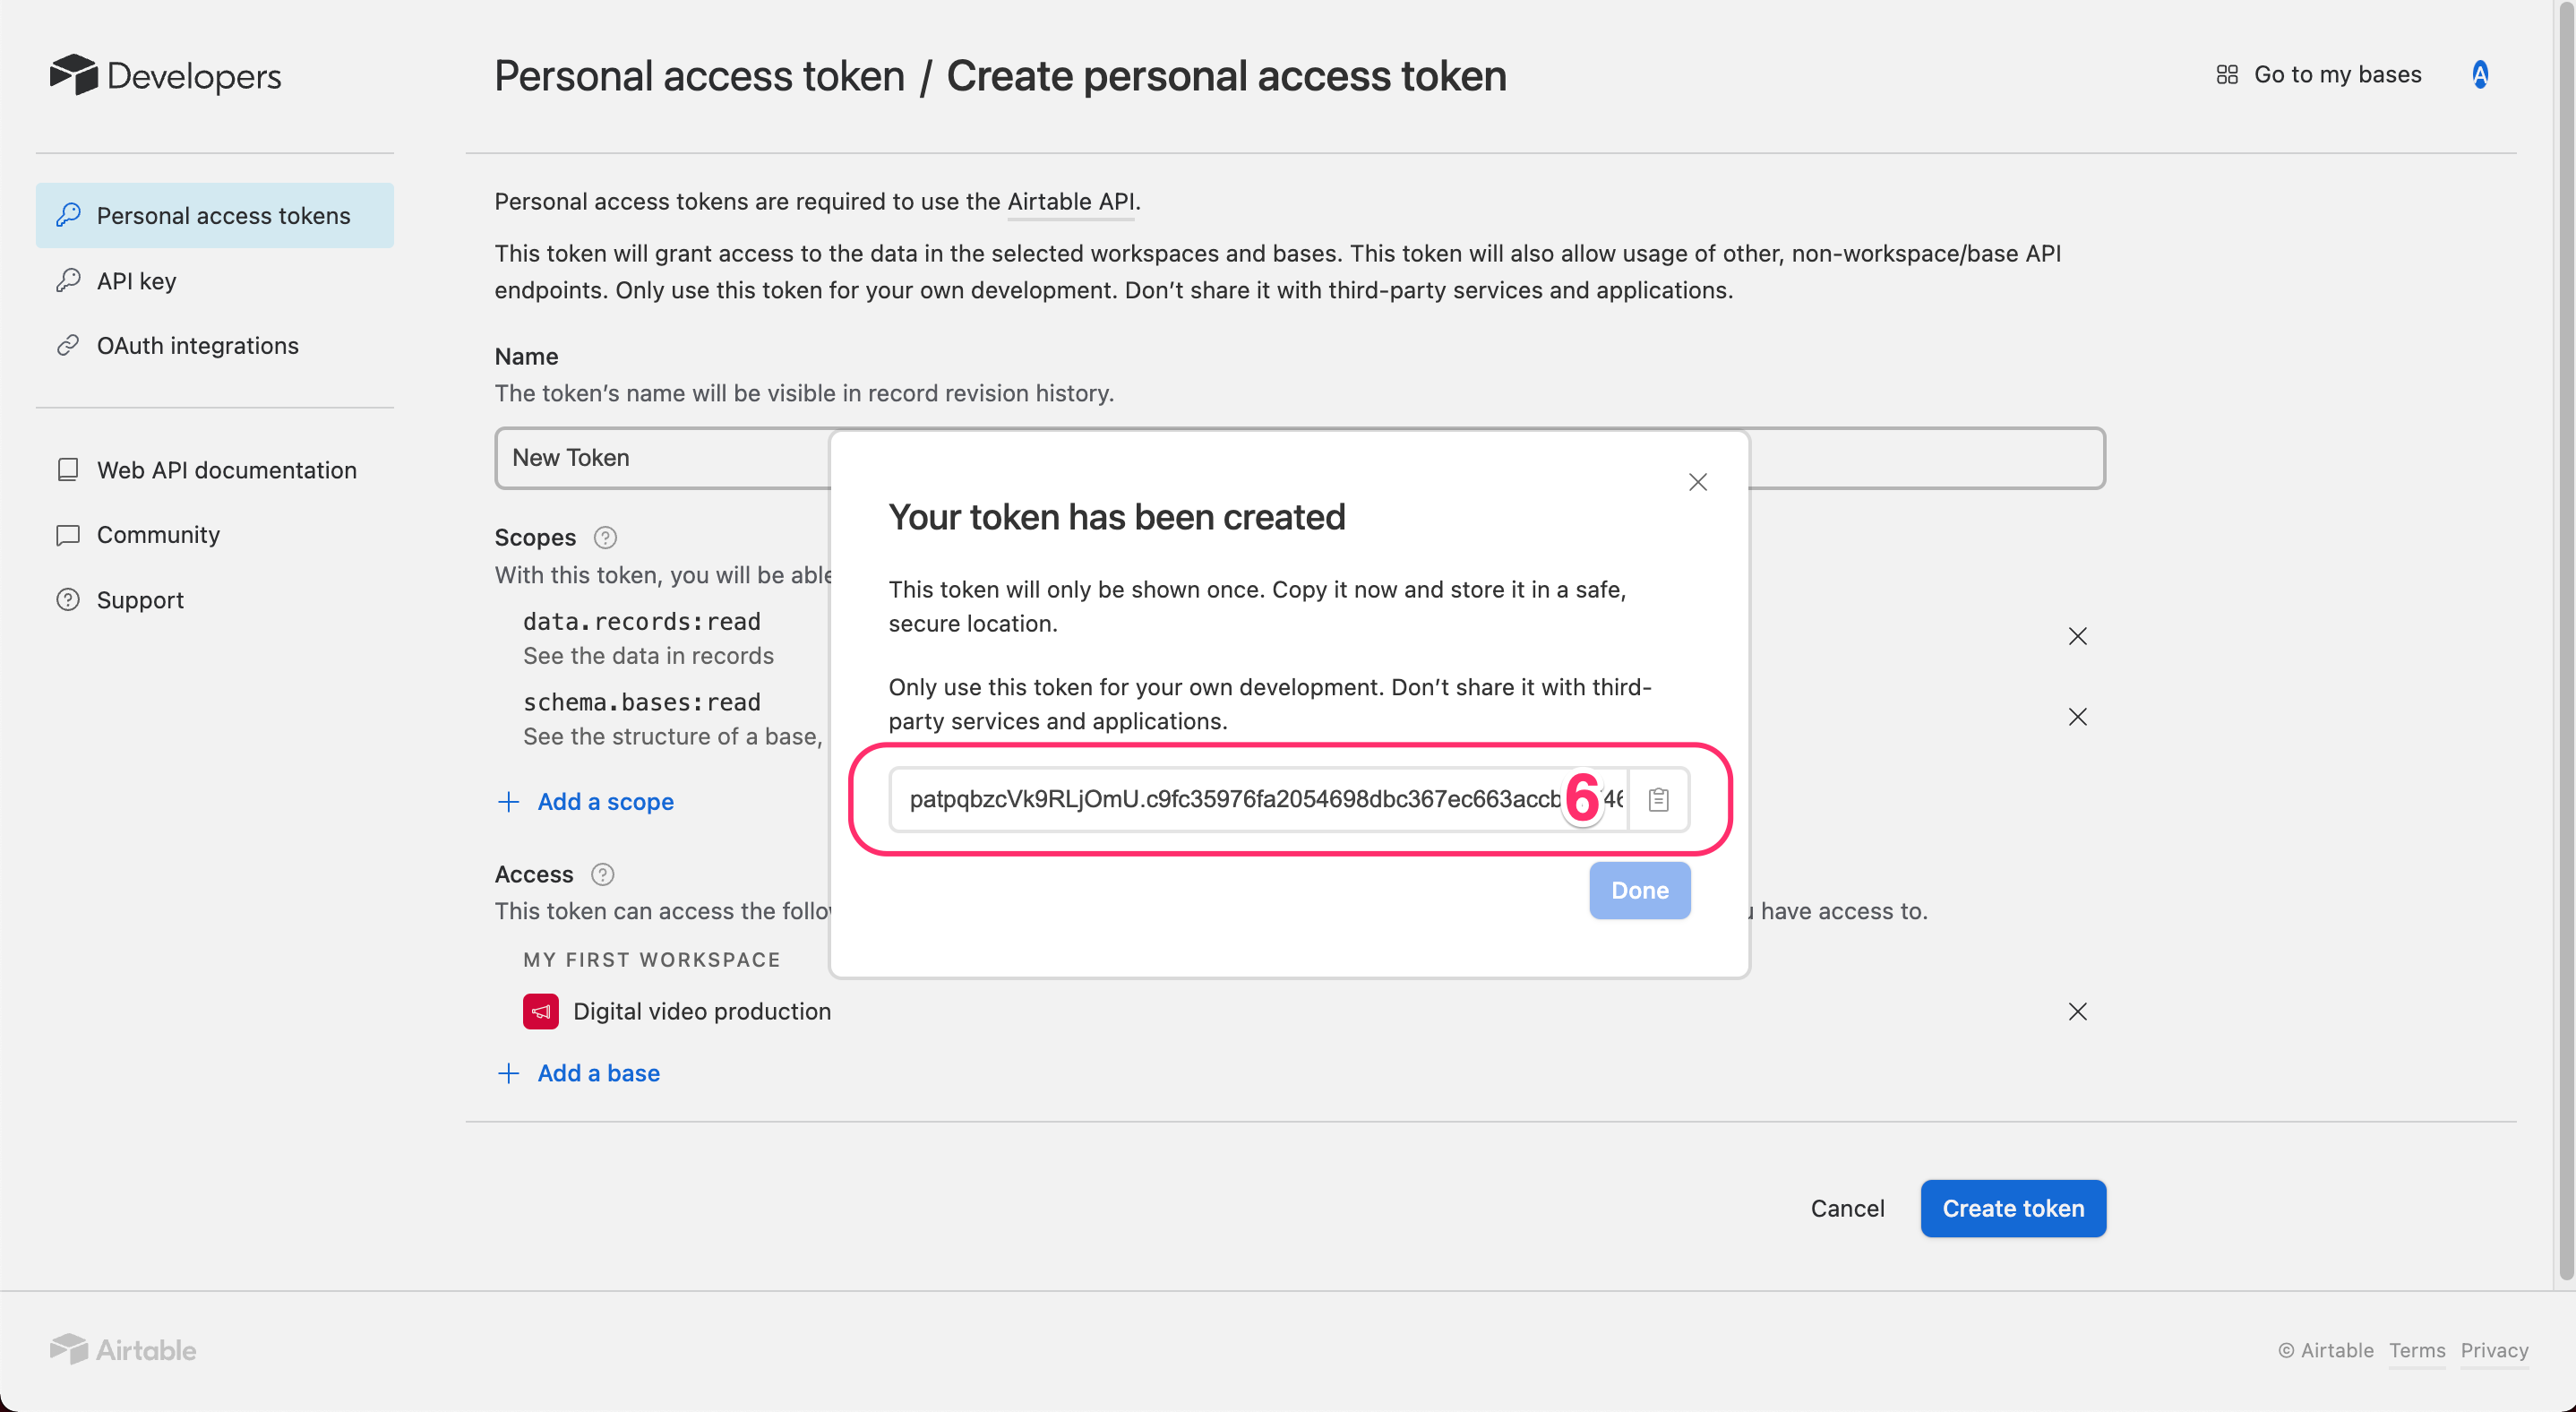 Developers
Personal access token / Create personal access token
Go to my bases
A
Personal access tokens
API key
OAuth integrations
Web API documentation
Community
Support
Personal access tokens are required to use the Airtable API.
This token will grant access to the data in the selected workspaces and bases. This token will also allow usage of other, non-workspace/base API
endpoints. Only use this token for your own development. Don’t share it with third-party services and applications.
Name
The token’s name will be visible in record revision history.
New Token
Scopes
With this token, you will be able
data.records:read
See the data in records
schema.bases:read
See the structure of a base,
Add a scope
Access
This token can access the follo
have access to.
MY FIRST WORKSPACE
Digital video production
Add a base
Your token has been created
This token will only be shown once. Copy it now and store it in a safe,
secure location.
Only use this token for your own development. Don’t share it with third-
party services and applications.
patpqbzcVk9RLjOmU.c9fc35976fa2054698dbc367ec663accb
6
Done
Cancel
Create token
Airtable
© Airtable Terms Privacy